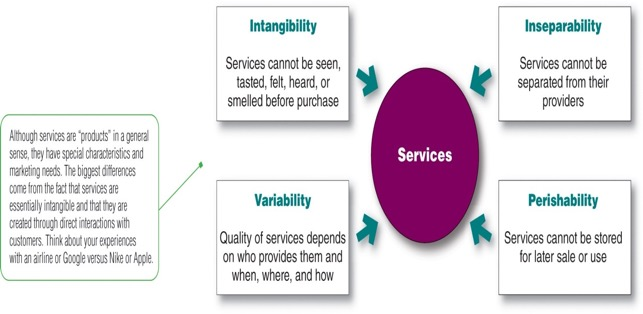 Intangibility
Services cannot be seen,
tasted, felt, heard, or
smelled before purchase
Inseparability
Services cannot be
separated from their
providers
Although services are “products” in a general
sense, they have special characteristics and
marketing needs. The biggest differences
come from the fact that services are
essentially intangible and that they are
created through direct interactions with
customers. Think about your experiences
with an airline or Google versus Nike or Apple.
Services
Variability
Quality of services depends
on who provides them and
when, where, and how
Perishability
Services cannot be stored
for later sale or use